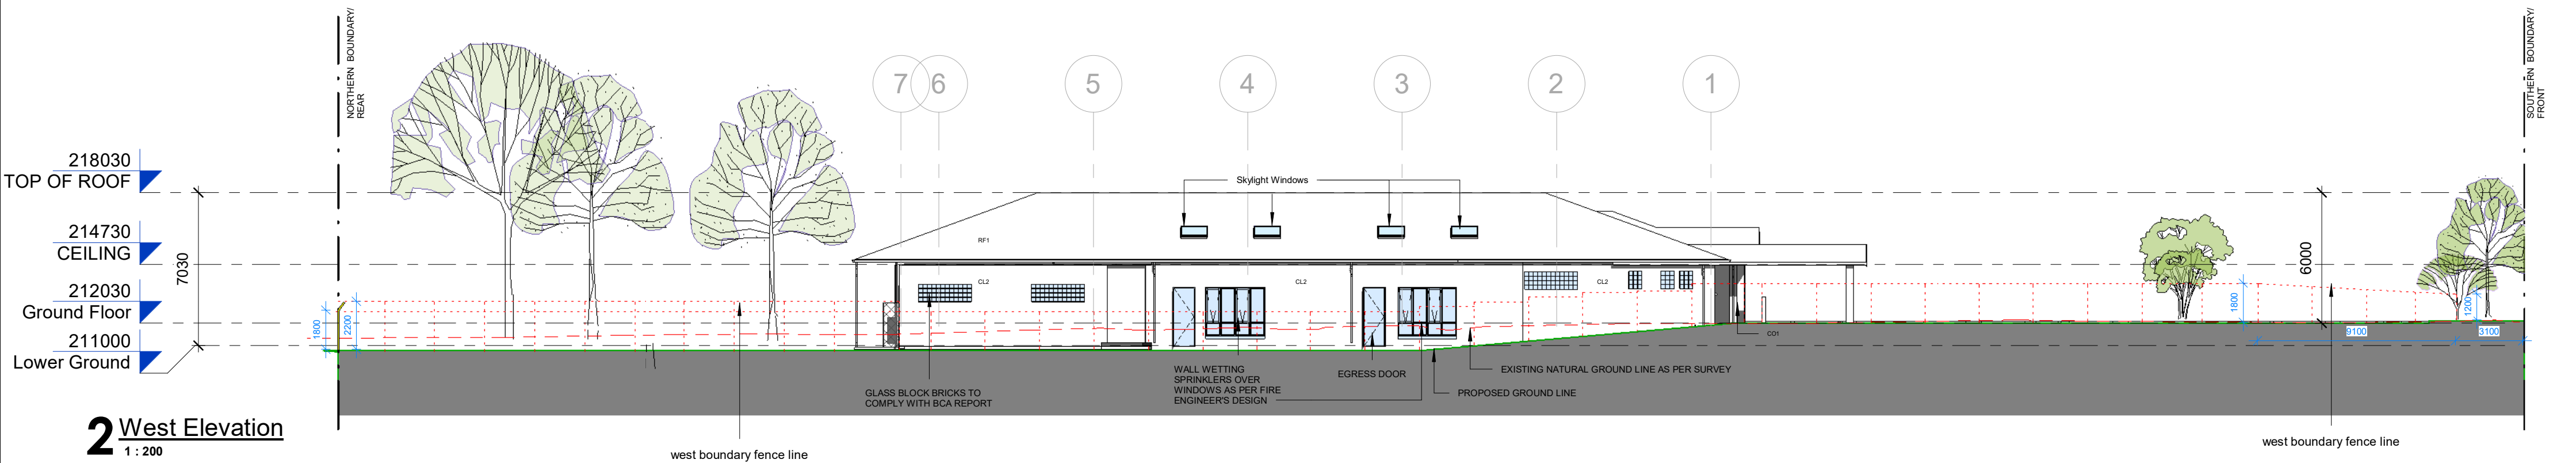 NORTHERN BOUNDARY/
REAR
SOUTHERN BOUNDARY/
FRONT
7
6
5
4
3
2
1
218030
TOP OF ROOF
214730
CEILING
212030
Ground Floor
211000
Lower Ground
7030
1800
2200
Skylight Windows
RF1
CL2
CL2
CL2
CO1
6000
1800
1200
9100
3100
GLASS BLOCK BRICKS TO
COMPLY WITH BCA REPORT
WALL WETTING
SPRINKLERS OVER
WINDOWS AS PER FIRE
ENGINEER'S DESIGN
EGRESS DOOR
EXISTING NATURAL GROUND LINE AS PER SURVEY
PROPOSED GROUND LINE
west boundary fence line
west boundary fence line
2 West Elevation
1 : 200